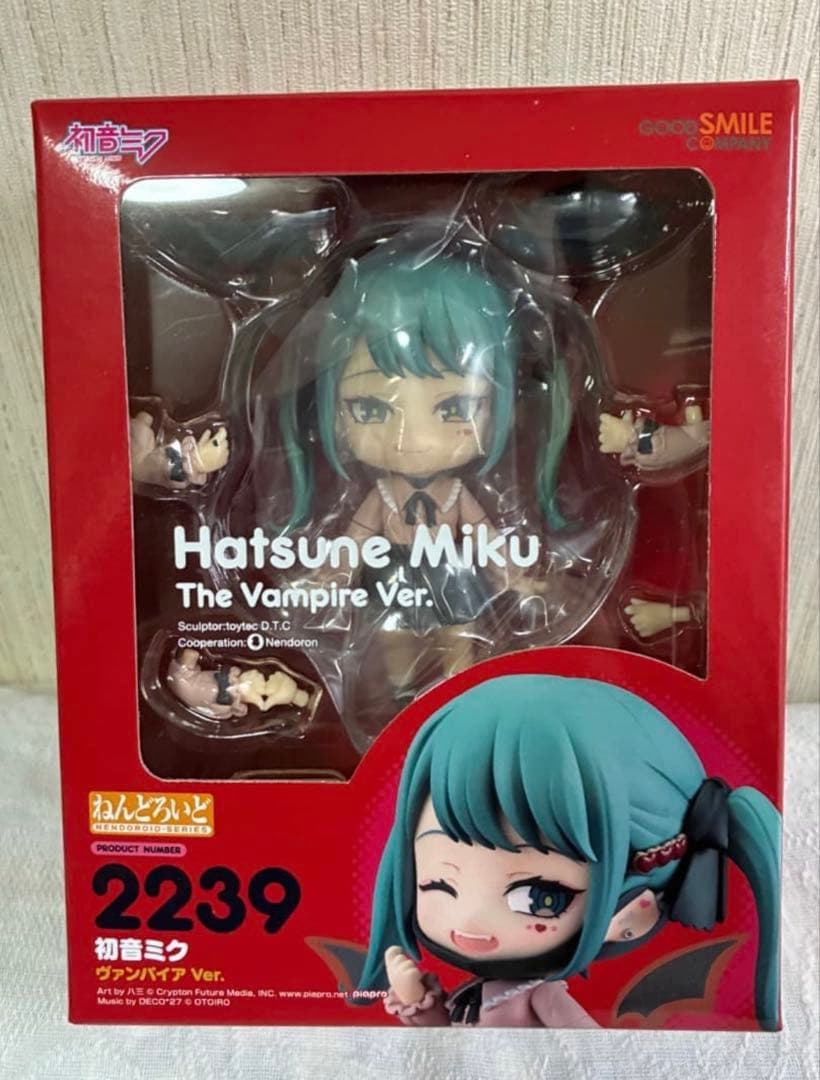 初音ミク
GOOD SMILE
COMPANY
Hatsune Miku
The Vampire Ver.
Sculptor:toytec D.T.C
Cooperation: Nendoron
ねんどろいど
NENDOROID-SERIES
PRODUCT NUMBER
2239
初音ミク
ヴァンパイア Ver.
Art by 八三 © Crypton Future Media, INC. www.piapro.net piapro
Music by DECO*27 © OTOIRO